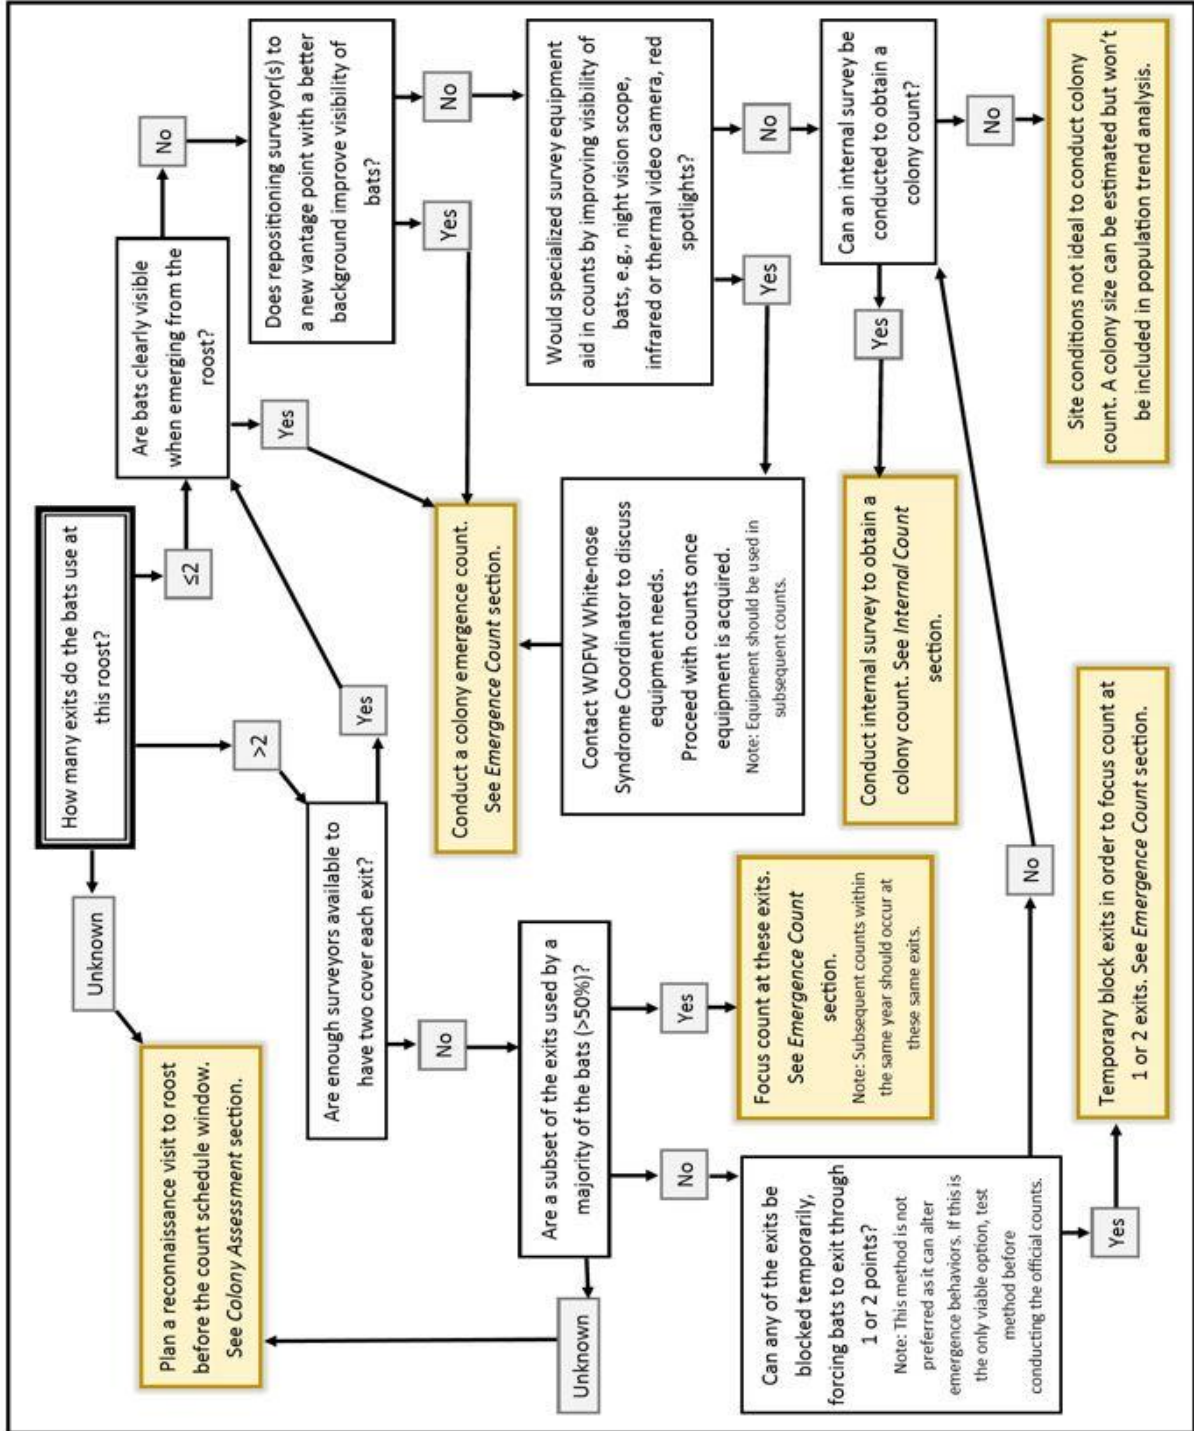 How many exits do the bats use at
this roost?
Unknown
>2
≤2
Plan a reconnaissance visit to roost
before the count schedule window.
See Colony Assessment section.
Are enough surveyors available to
have two cover each exit?
Yes
No
Are bats clearly visible
when emerging from the
roost?
No
Yes
Does repositioning surveyor(s) to
a new vantage point with a better
background improve visibility of
bats?
Yes
No
Conduct a colony emergence count.
See Emergence Count section.
Are a subset of the exits used by a
majority of the bats (>50%)?
Unknown
No
Yes
Contact WDFW White-nose
Syndrome Coordinator to discuss
equipment needs.
Proceed with counts once
equipment is acquired.
Note: Equipment should be used in
subsequent counts.
Would specialized survey equipment
aid in counts by improving visibility of
bats, e.g., night vision scope,
infrared or thermal video camera, red
spotlights?
Yes
No
Focus count at these exits.
See Emergence Count
section.
Note: Subsequent counts within
the same year should occur at
these same exits.
Can any of the exits be
blocked temporarily,
forcing bats to exit through
1 or 2 points?
Note: This method is not
preferred as it can alter
emergence behaviors. If this is
the only viable option, test
method before
conducting the official counts.
Yes
No
Conduct internal survey to obtain a
colony count. See Internal Count
section.
Can an internal survey be
conducted to obtain a
colony count?
Yes
No
Temporary block exits in order to focus count at
1 or 2 exits. See Emergence Count section.
Site conditions not ideal to conduct colony
count. A colony size can be estimated but won't
be included in population trend analysis.